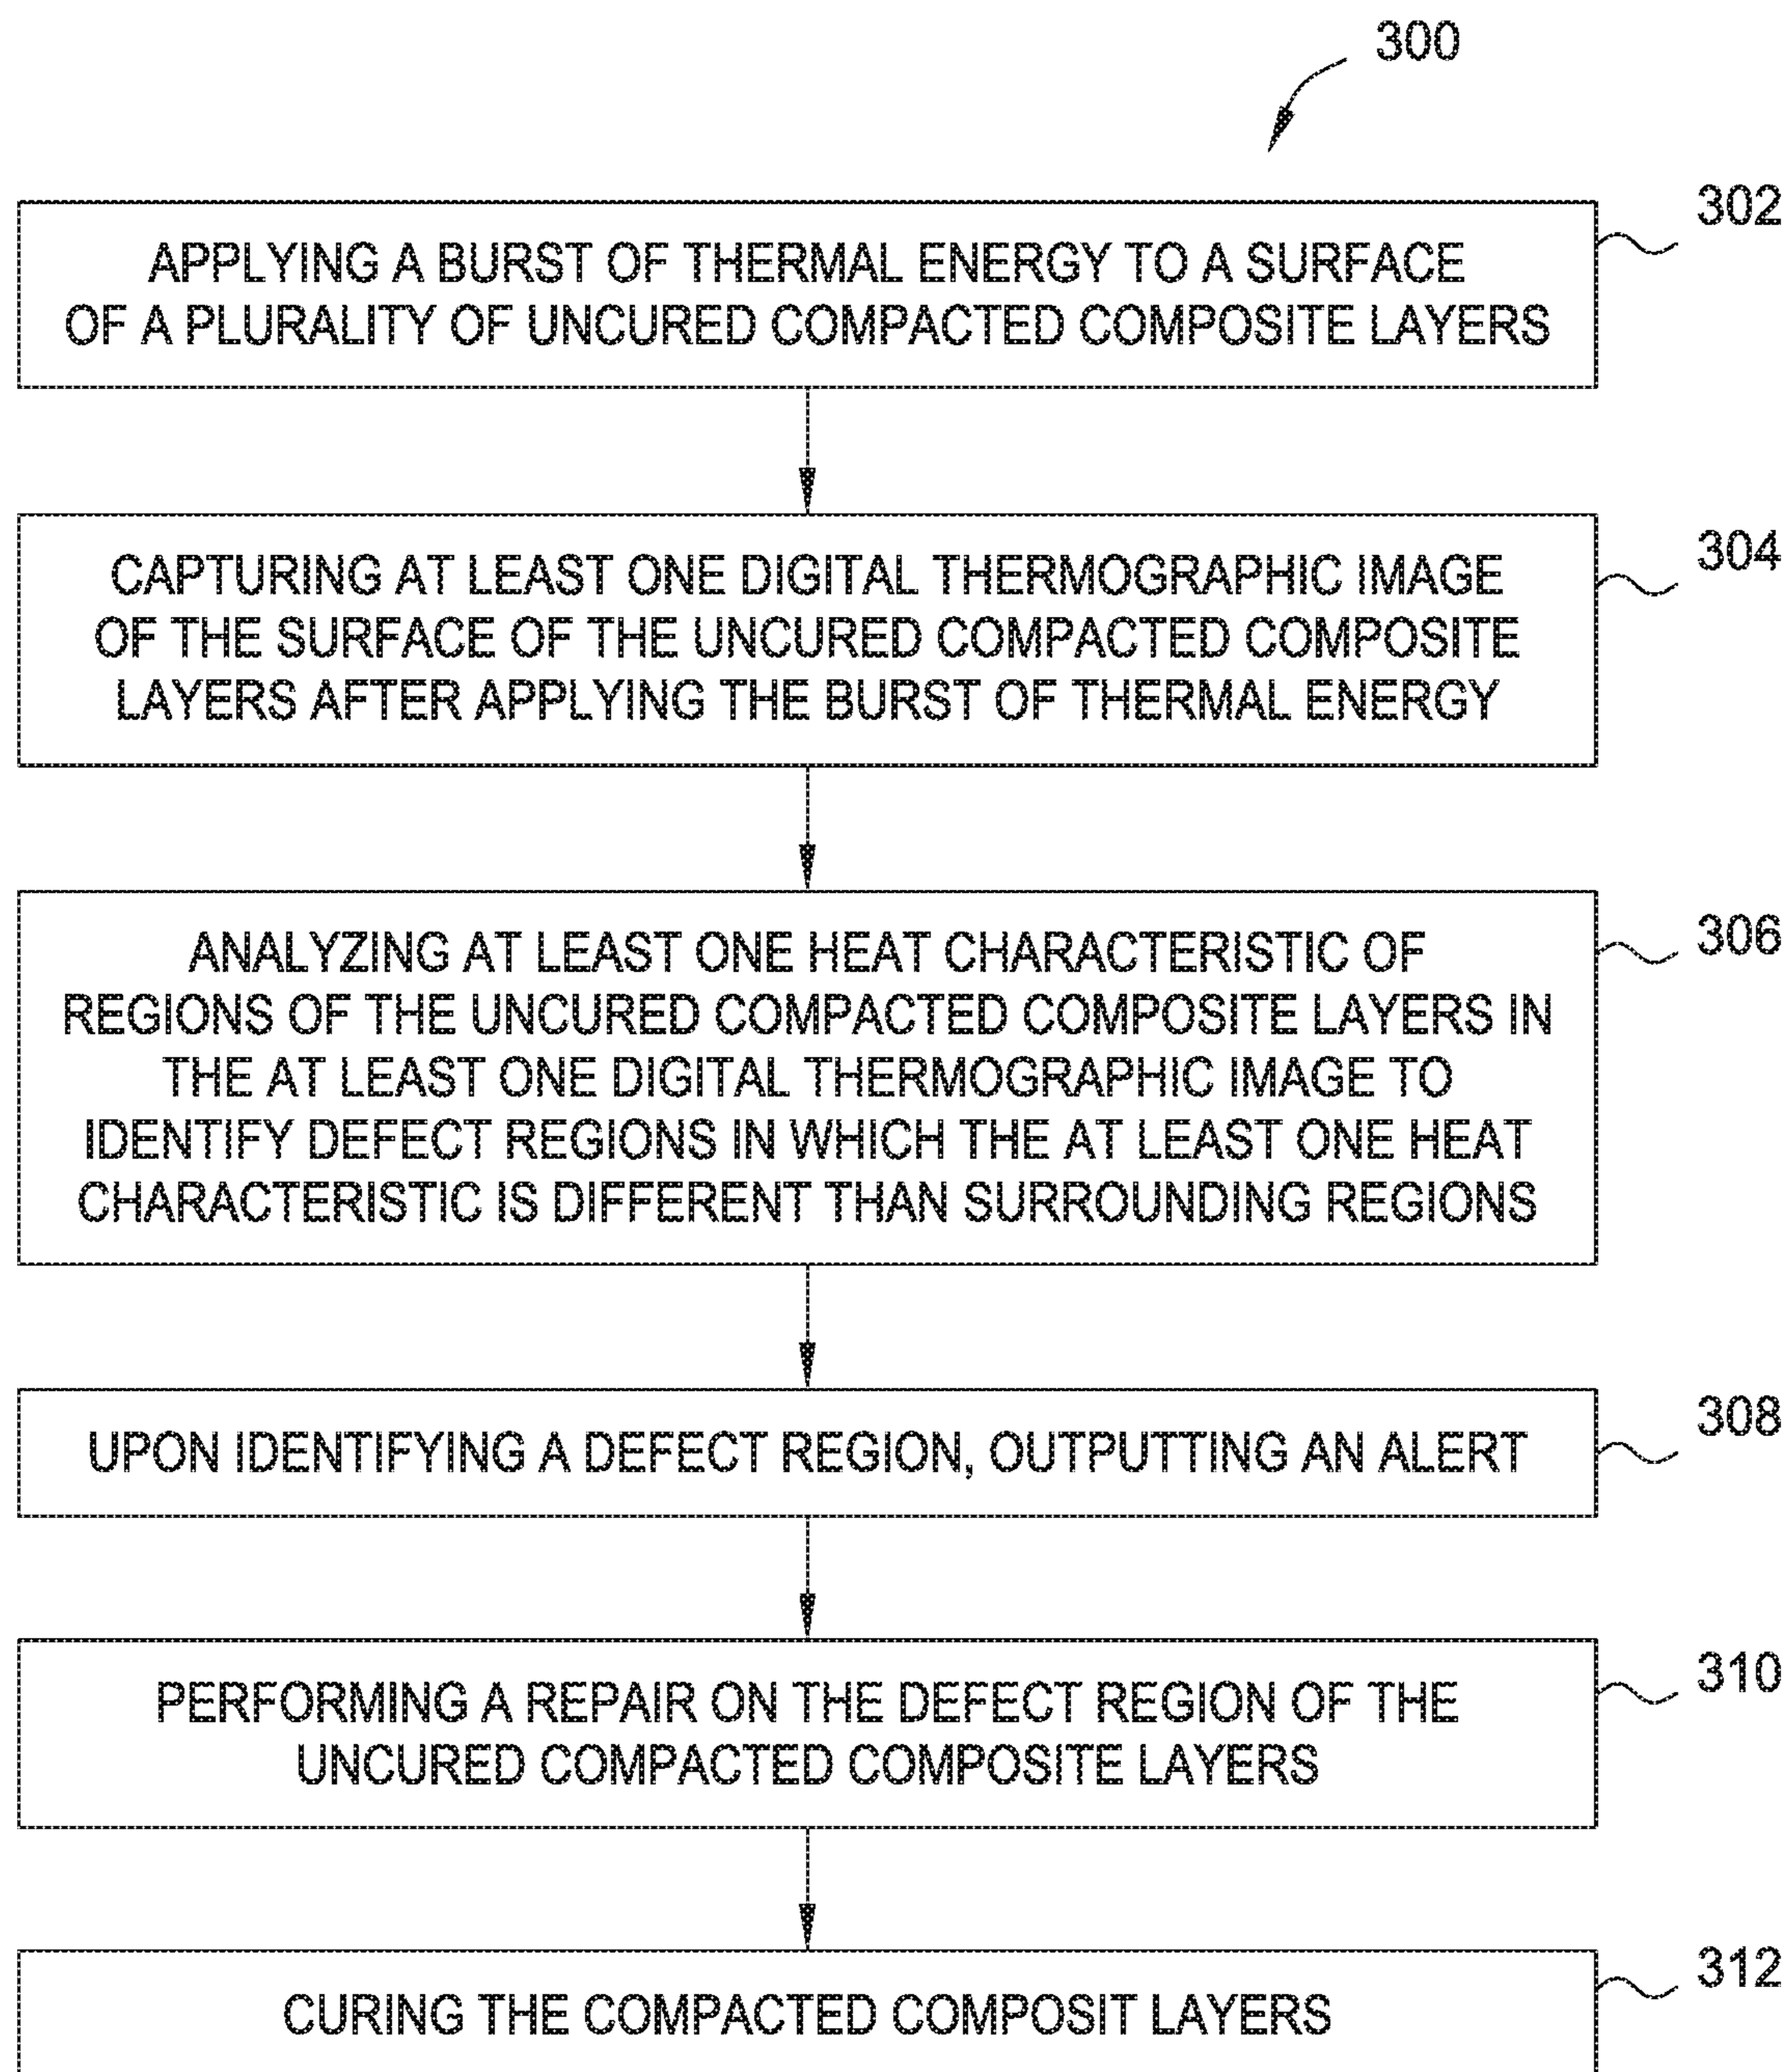 300
302
APPLYING A BURST OF THERMAL ENERGY TO A SURFACE
OF A PLURALITY OF UNCURED COMPACTED COMPOSITE LAYERS
304
CAPTURING AT LEAST ONE DIGITAL THERMOGRAPHIC IMAGE
OF THE SURFACE OF THE UNCURED COMPACTED COMPOSITE
LAYERS AFTER APPLYING THE BURST OF THERMAL ENERGY
306
ANALYZING AT LEAST ONE HEAT CHARACTERISTIC OF
REGIONS OF THE UNCURED COMPACTED COMPOSITE LAYERS IN
THE AT LEAST ONE DIGITAL THERMOGRAPHIC IMAGE TO
IDENTIFY DEFECT REGIONS IN WHICH THE AT LEAST ONE HEAT
CHARACTERISTIC IS DIFFERENT THAN SURROUNDING REGIONS
308
UPON IDENTIFYING A DEFECT REGION, OUTPUTTING AN ALERT
310
PERFORMING A REPAIR ON THE DEFECT REGION OF THE
UNCURED COMPACTED COMPOSITE LAYERS
312
CURING THE COMPACTED COMPOSIT LAYERS